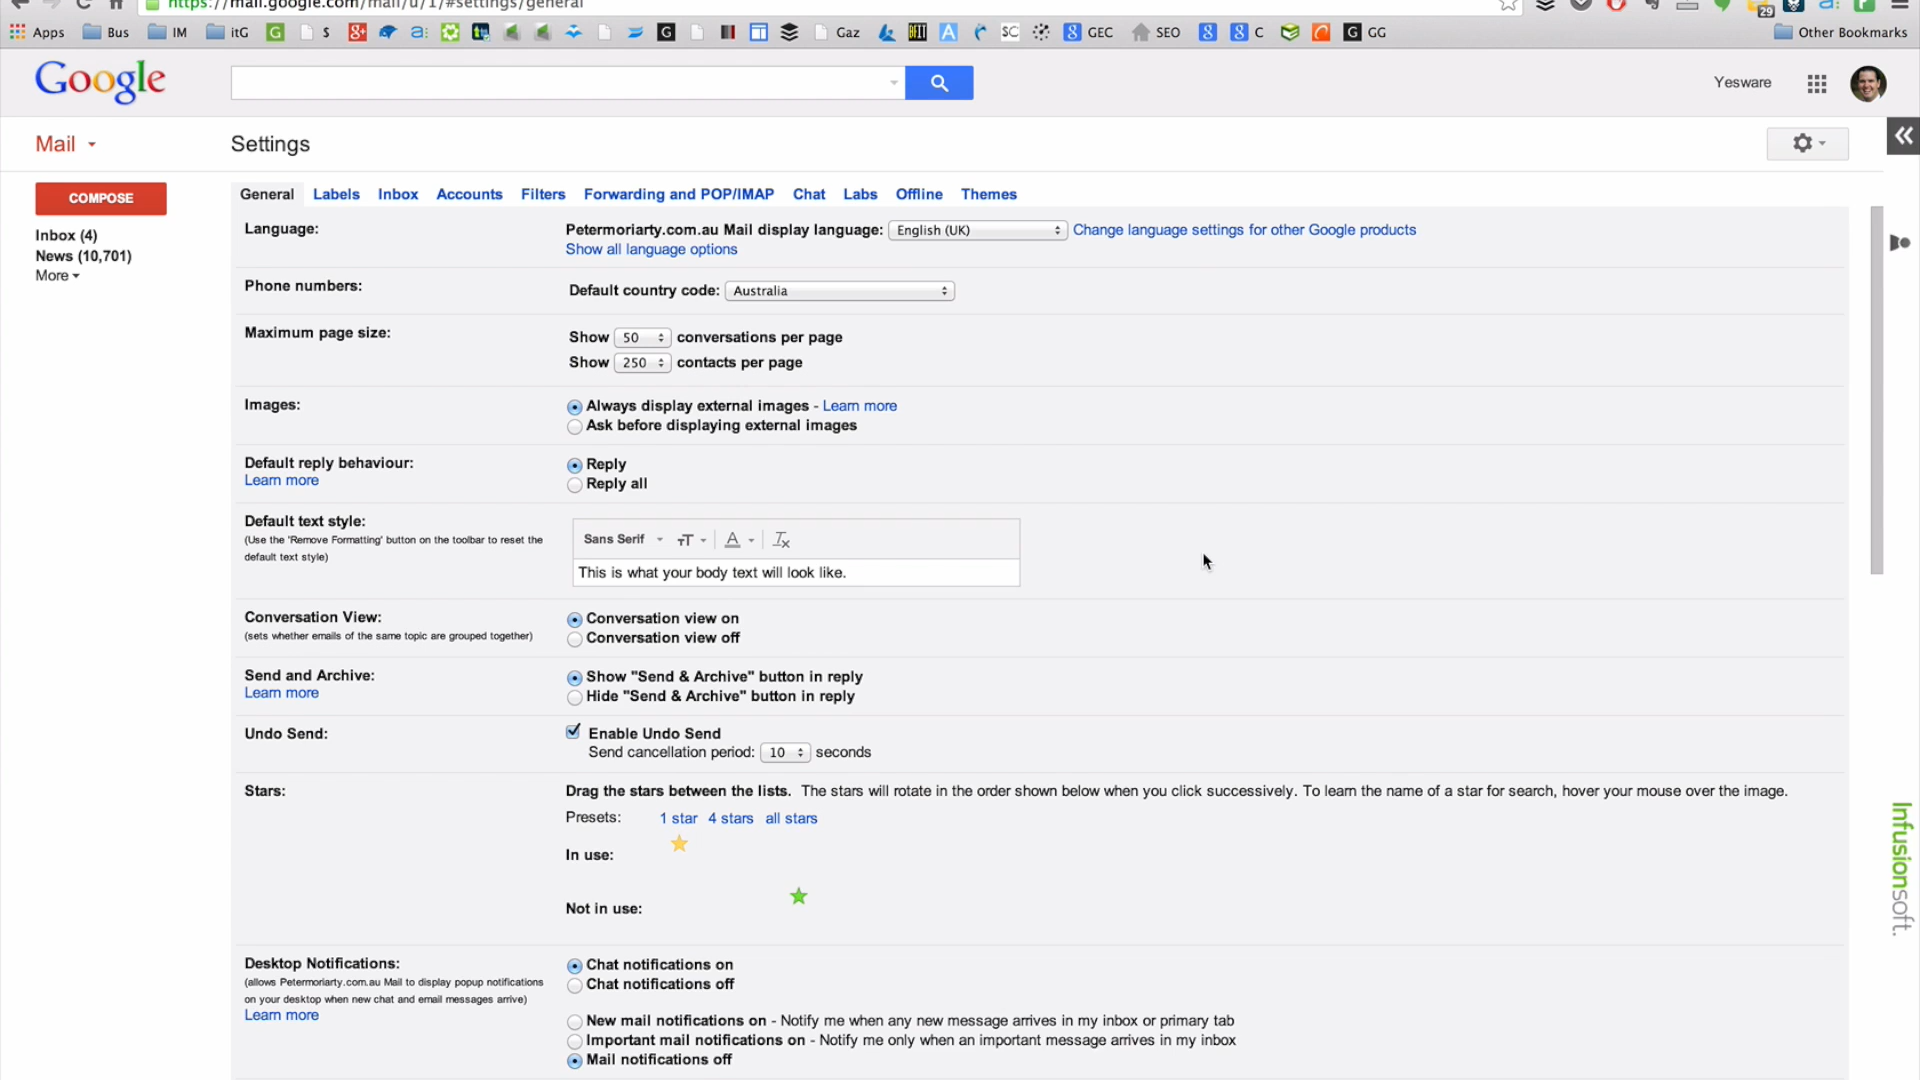 https://mail.google.com/mail/u/1/#settings/general
Apps Bus IM itG G $ g+ a: G BFIT A SC Gaz 8 GEC SEO 8 8 C G GG Other Bookmarks
29
Google Yesware
Mail Settings
COMPOSE
Inbox (4)
News (10,701)
More
General Labels Inbox Accounts Filters Forwarding and POP/IMAP Chat Labs Offline Themes
Language: Petermoriarty.com.au Mail display language: English (UK) Change language settings for other Google products
Show all language options
Phone numbers: Default country code: Australia
Maximum page size: Show 50 conversations per page
Show 250 contacts per page
Images: Always display external images - Learn more
Ask before displaying external images
Default reply behaviour: Reply
Learn more Reply all
Default text style:
(Use the 'Remove Formatting' button on the toolbar to reset the
default text style)
Sans Serif TT A Tx
This is what your body text will look like.
Conversation View: Conversation view on
(sets whether emails of the same topic are grouped together) Conversation view off
Send and Archive: Show "Send & Archive" button in reply
Learn more Hide "Send & Archive" button in reply
Undo Send: Enable Undo Send
Send cancellation period: 10 seconds
Stars: Drag the stars between the lists. The stars will rotate in the order shown below when you click successively. To learn the name of a star for search, hover your mouse over the image.
Presets: 1 star 4 stars all stars
In use:
Not in use:
Infusionsoft.
Desktop Notifications: Chat notifications on
(allows Petermoriarty.com.au Mail to display popup notifications Chat notifications off
on your desktop when new chat and email messages arrive)
Learn more
New mail notifications on - Notify me when any new message arrives in my inbox or primary tab
Important mail notifications on - Notify me only when an important message arrives in my inbox
Mail notifications off